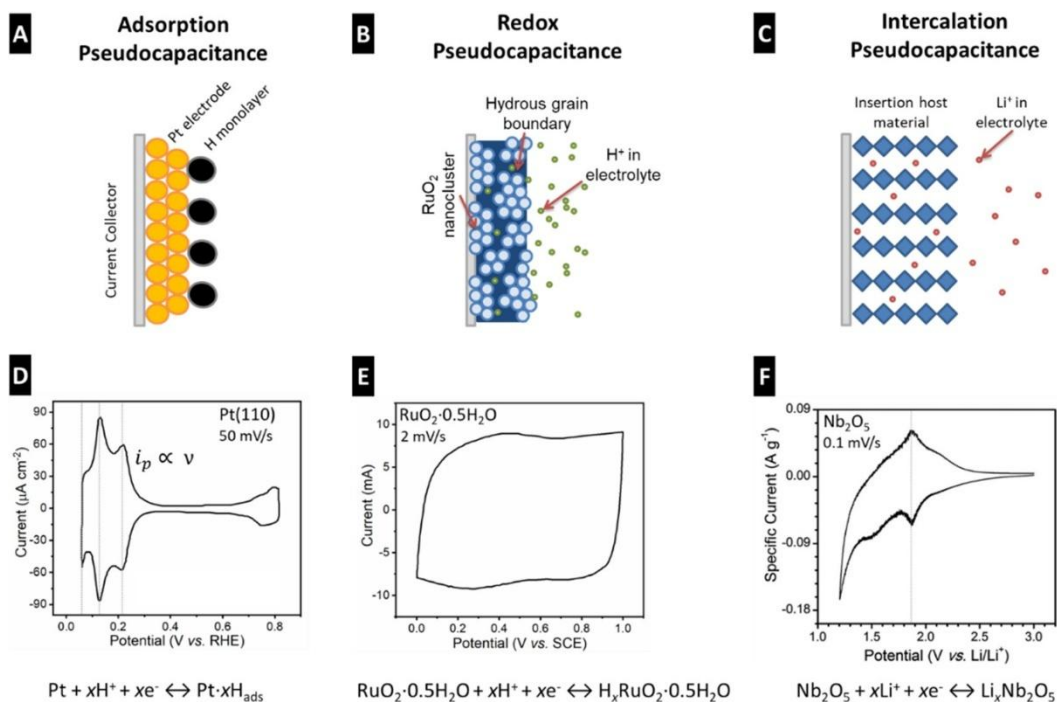 A
Adsorption
Pseudocapacitance
Pt electrode
H monolayer
Current Collector
B
Redox
Pseudocapacitance
Hydrous grain
boundary
H⁺ in
electrolyte
RuO₂
nanocluster
C
Intercalation
Pseudocapacitance
Insertion host
material
Li⁺ in
electrolyte
D
Pt(110)
50 mV/s
iₚ ∝ ν
Current (μA cm⁻²)
90
60
30
0
-30
-60
-90
0.0 0.2 0.4 0.6 0.8
Potential (V vs. RHE)
Pt + xH⁺ + xe⁻ ↔ Pt·xHₐdₛ
E
RuO₂·0.5H₂O
2 mV/s
Current (mA)
10
5
0
-5
-10
0.0 0.2 0.4 0.6 0.8 1.0
Potential (V vs. SCE)
RuO₂·0.5H₂O + xH⁺ + xe⁻ ↔ HₓRuO₂·0.5H₂O
F
Nb₂O₅
0.1 mV/s
Specific Current (A g⁻¹)
0.09
0.00
-0.09
-0.18
1.0 1.5 2.0 2.5 3.0
Potential (V vs. Li/Li⁺)
Nb₂O₅ + xLi⁺ + xe⁻ ↔ LiₓNb₂O₅